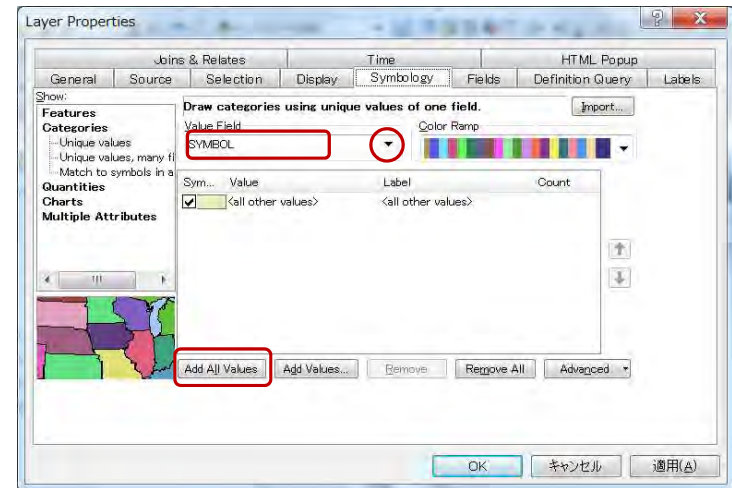 Layer Properties
Joins & Relates Time HTML Popup
General Source Selection Display Symbology Fields Definition Query Labels
Show:
Features
Categories
Unique values
Unique values, many fi
Match to symbols in a
Quantities
Charts
Multiple Attributes
Draw categories using unique values of one field.
Import...
Value Field
Color Ramp
SYMBOL
Sym... Value Label Count
<all other values> <all other values>
Add All Values Add Values... Remove Remove All Advanced
OK キャンセル 適用(A)